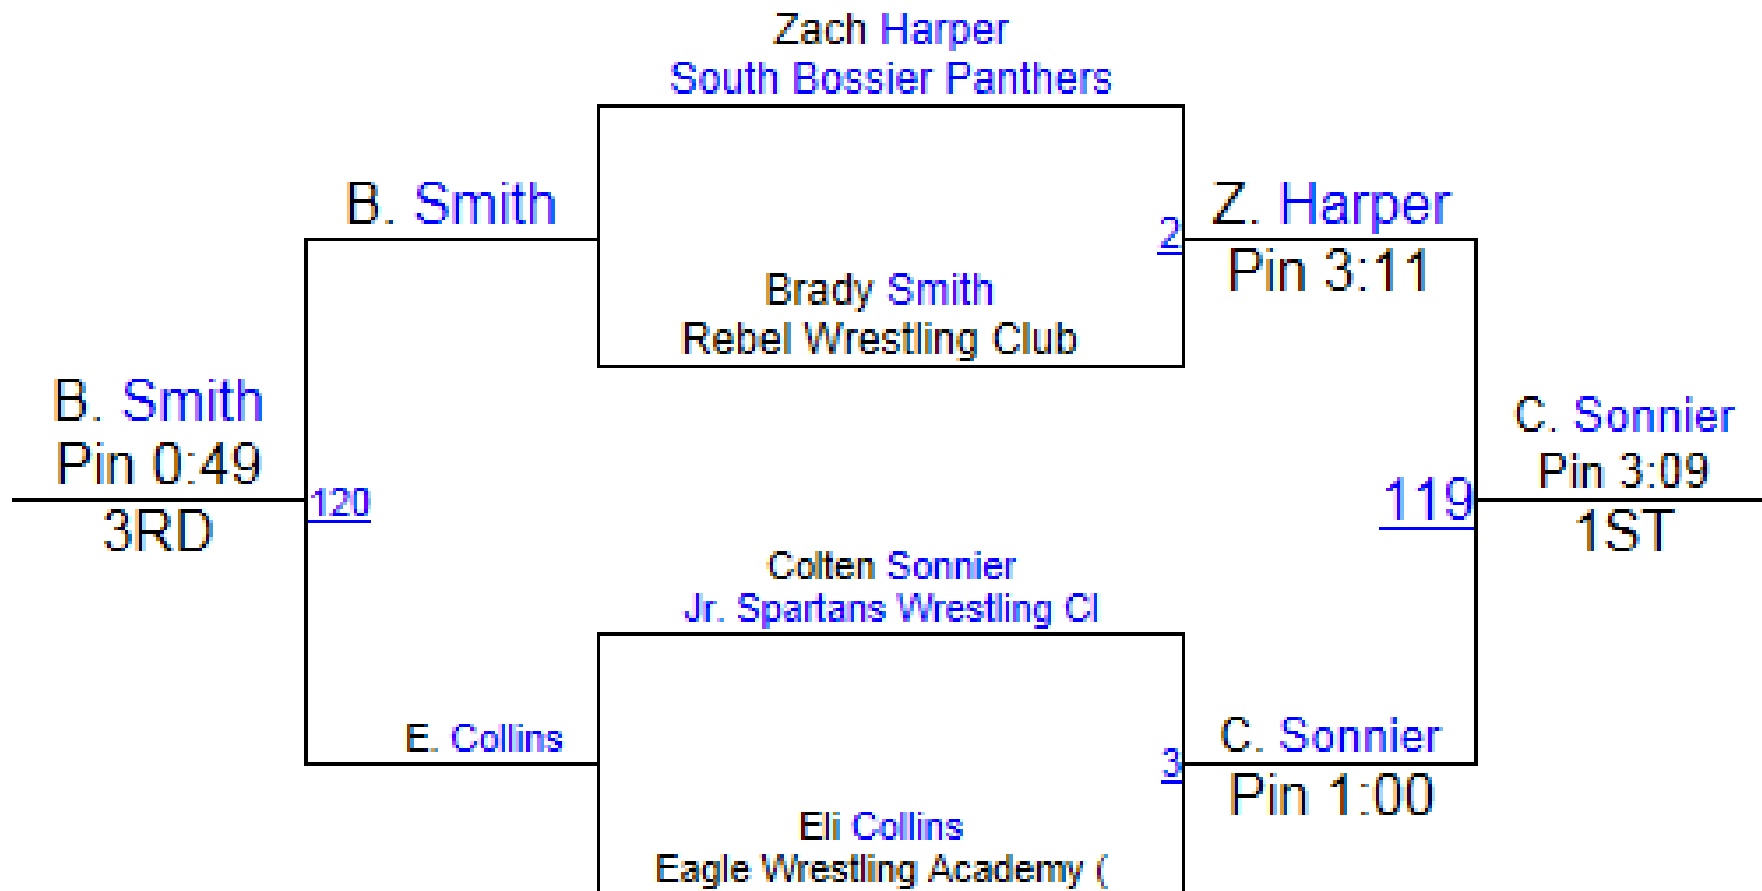 Zach Harper
South Bossier Panthers
B. Smith
2
Z. Harper
Pin 3:11
Brady Smith
Rebel Wrestling Club
B. Smith
Pin 0:49
3RD
120
119
C. Sonnier
Pin 3:09
1ST
Colten Sonnier
Jr. Spartans Wrestling Cl
E. Collins
3
C. Sonnier
Pin 1:00
Eli Collins
Eagle Wrestling Academy (